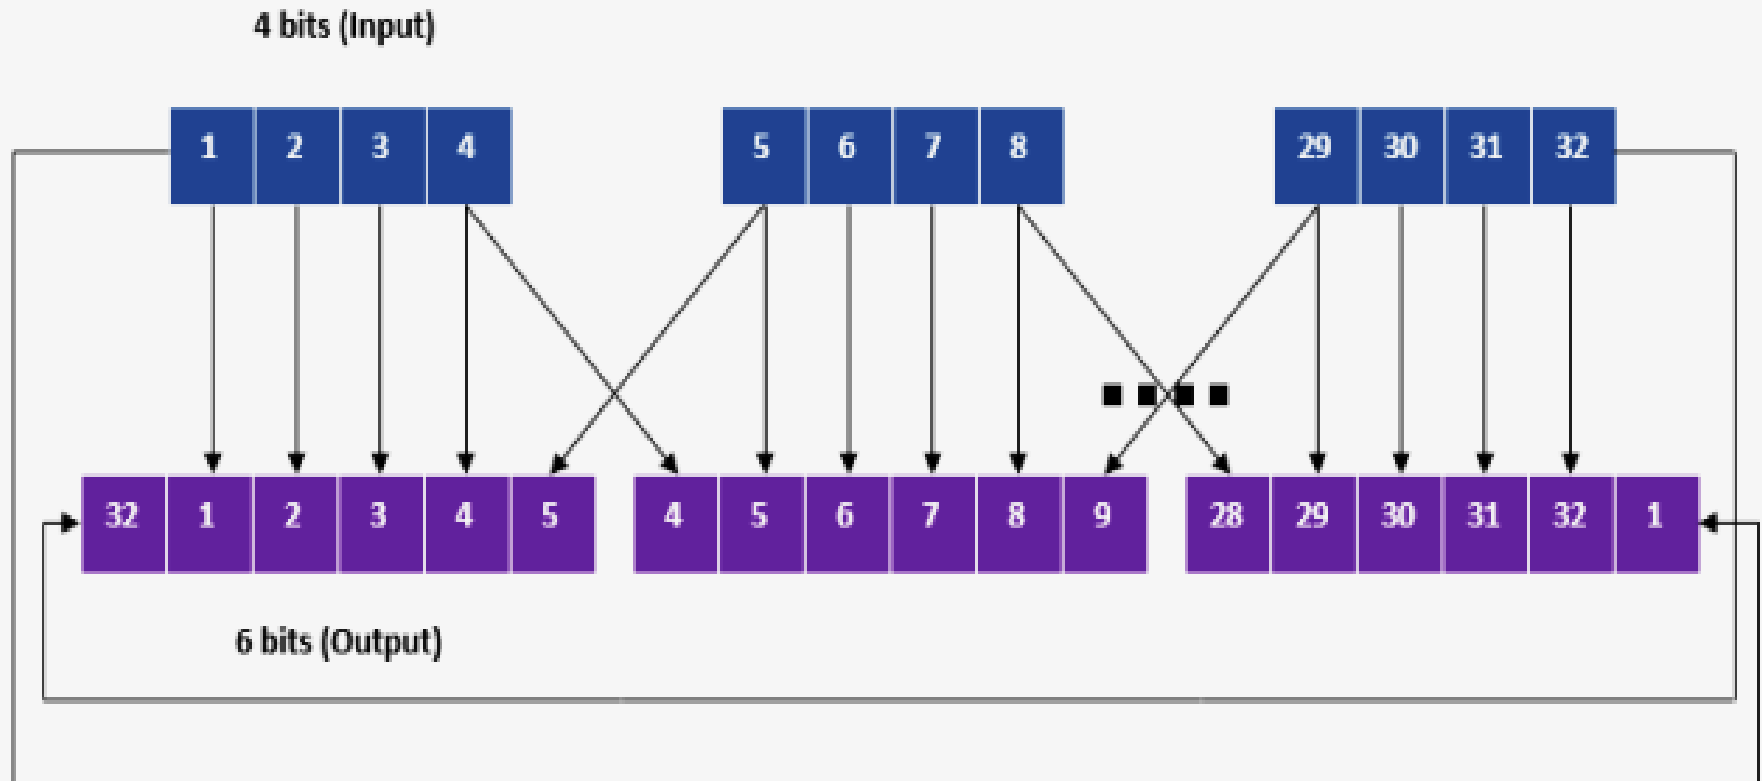 4 bits (Input)
1 2 3 4 5 6 7 8 29 30 31 32
32 1 2 3 4 5 4 5 6 7 8 9 28 29 30 31 32 1
6 bits (Output)